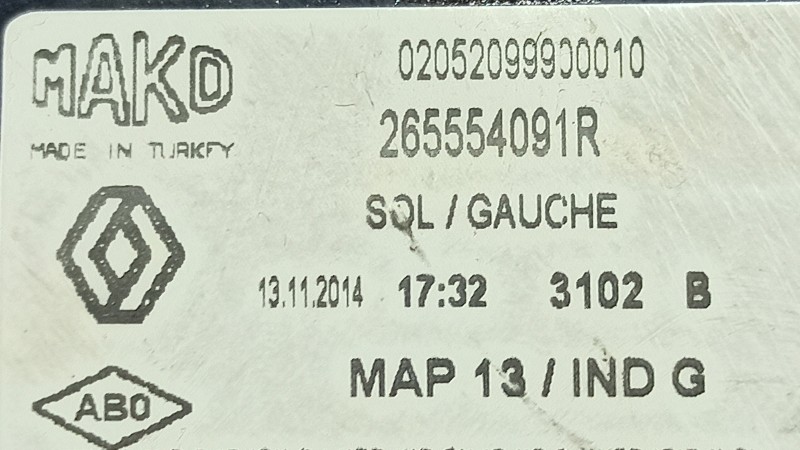 MAKO
02052099900010
MADE IN TURKEY
265554091R
SOL / GAUCHE
13.11.2014 17:32 3102 B
MAP 13 / IND G
ABO